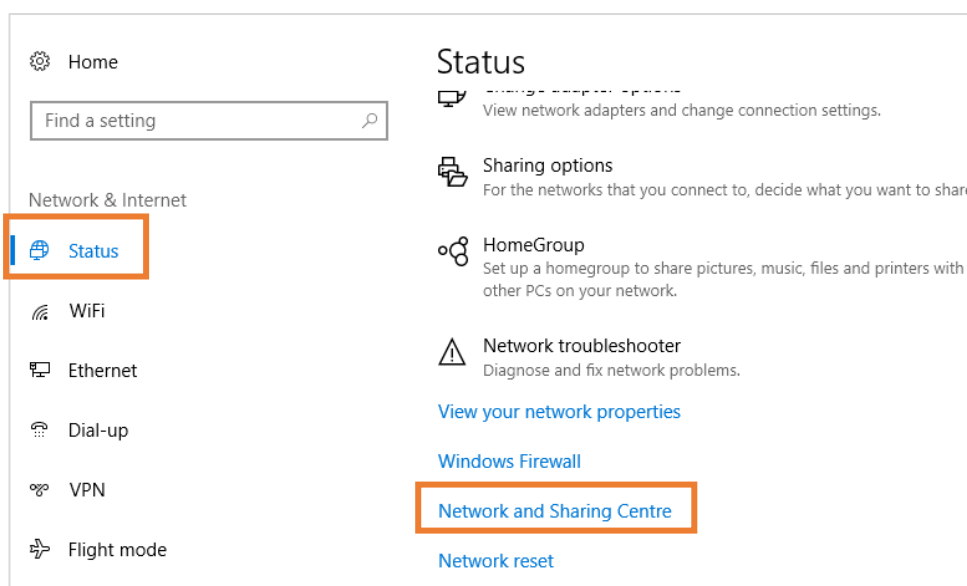 Home
Find a setting
Network & Internet
Status
WiFi
Ethernet
Dial-up
VPN
Flight mode
Status
Change adapter options
View network adapters and change connection settings.
Sharing options
For the networks that you connect to, decide what you want to share
HomeGroup
Set up a homegroup to share pictures, music, files and printers with
other PCs on your network.
Network troubleshooter
Diagnose and fix network problems.
View your network properties
Windows Firewall
Network and Sharing Centre
Network reset